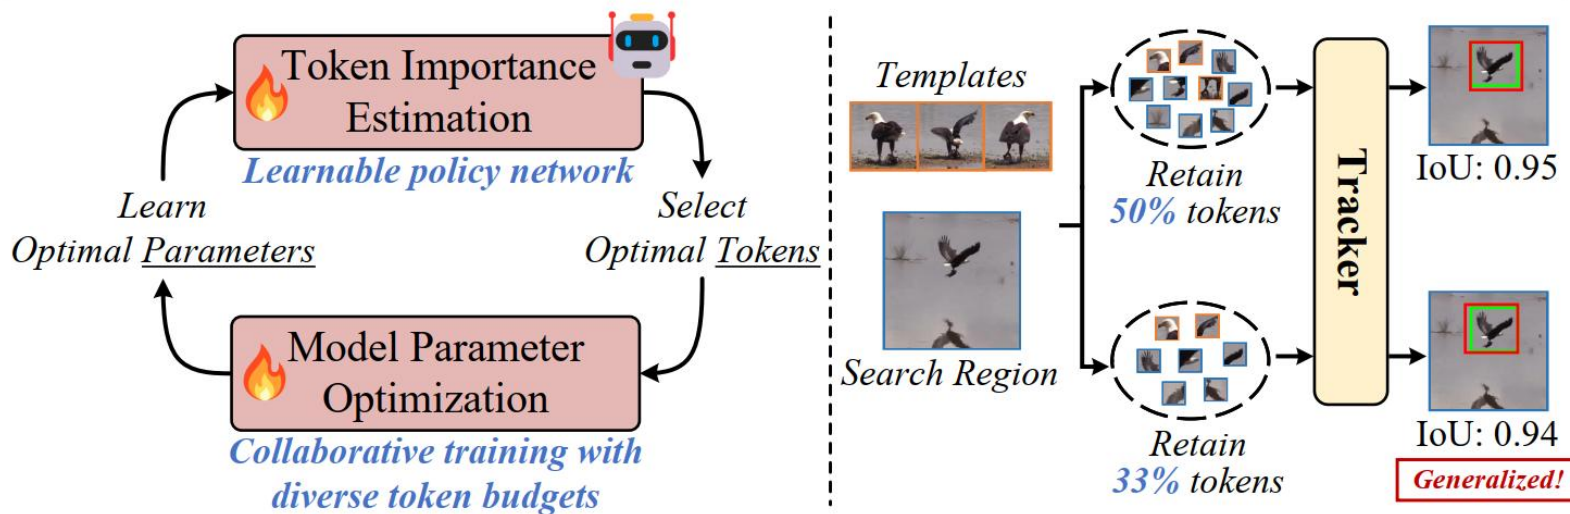 Token Importance
Estimation
Learnable policy network
Learn
Optimal Parameters
Select
Optimal Tokens
Model Parameter
Optimization
Collaborative training with
diverse token budgets
Templates
Search Region
Retain
50% tokens
Retain
33% tokens
Tracker
IoU: 0.95
IoU: 0.94
Generalized!